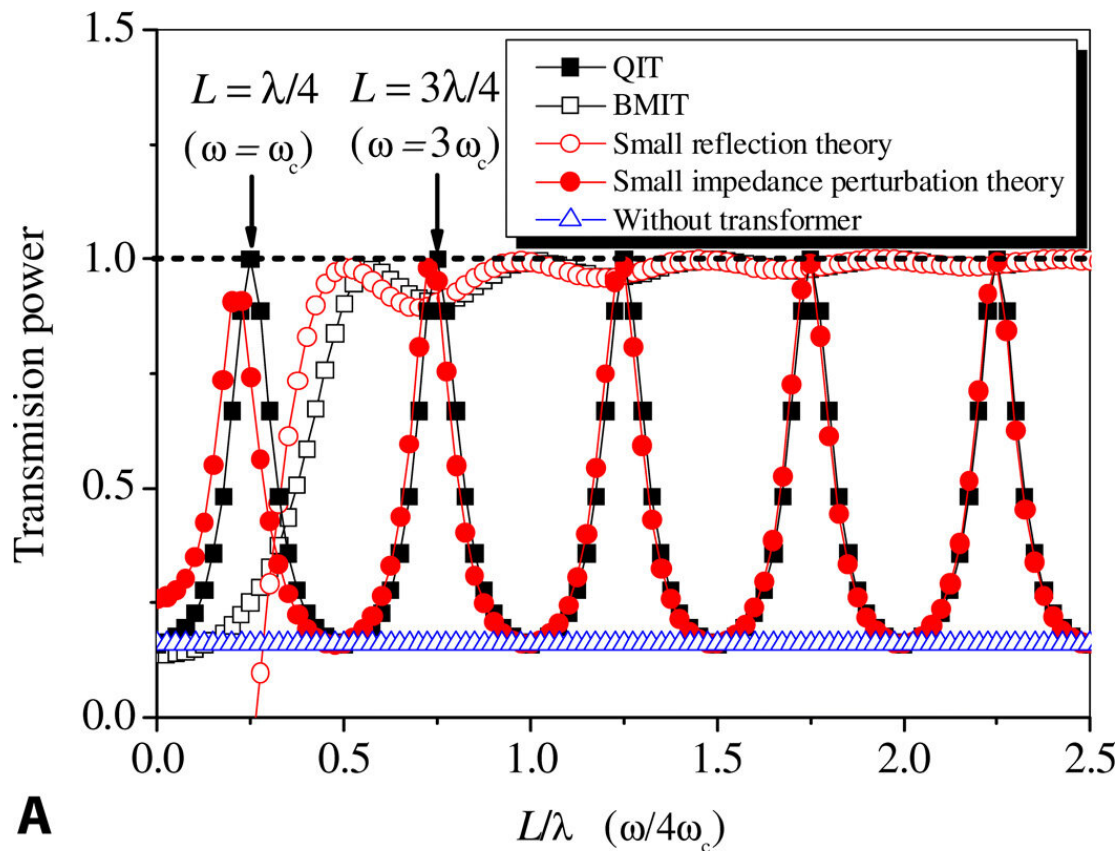 1.5
L = λ/4
L = 3λ/4
(ω = ω_c)
(ω = 3ω_c)
QIT
BMIT
Small reflection theory
Small impedance perturbation theory
Without transformer
1.0
0.5
0.0
Transmision power
0.0
0.5
1.0
1.5
2.0
2.5
L/λ (ω/4ω_c)
A